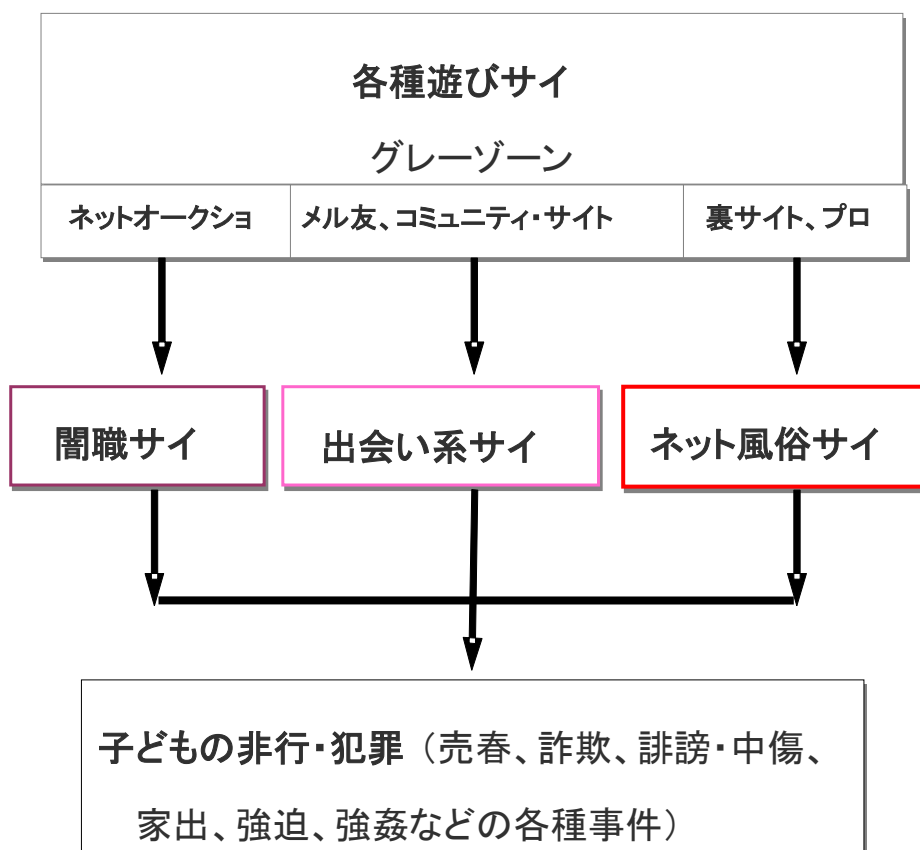 各種遊びサイ
グレーゾーン
ネットオークショ
メル友、コミュニティ・サイト
裏サイト、プロ
闇職サイ
出会い系サイ
ネット風俗サイ
子どもの非行・犯罪（売春、詐欺、誹謗・中傷、
家出、強迫、強姦などの各種事件）